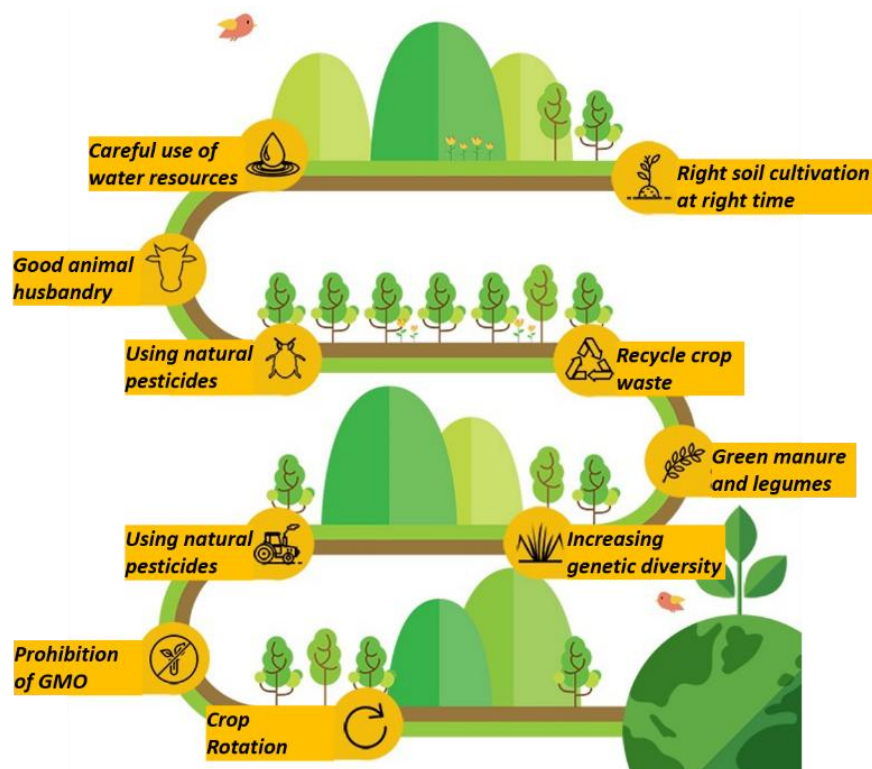 Careful use of
water resources
Right soil cultivation
at right time
Good animal
husbandry
Using natural
pesticides
Recycle crop
waste
Green manure
and legumes
Using natural
pesticides
Increasing
genetic diversity
Prohibition
of GMO
Crop
Rotation